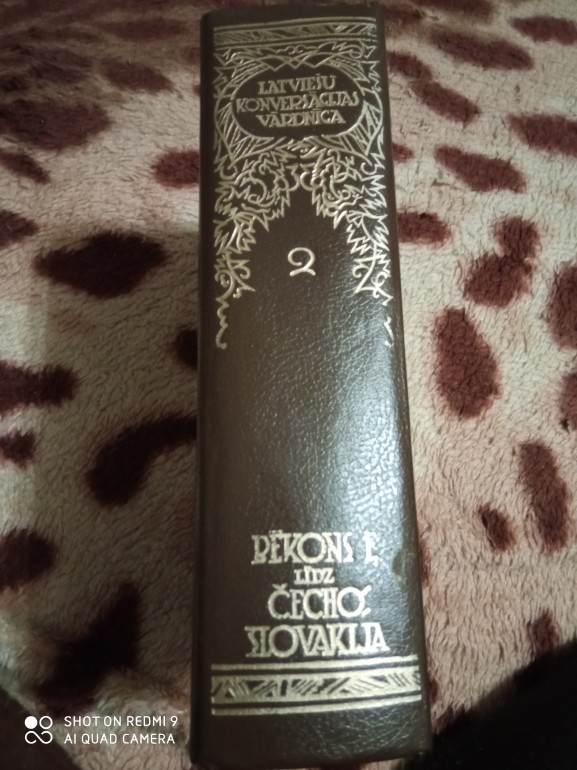 LATVIEŠU
KONVERSĀCIJAS
VĀRDNĪCA
2
BĒKONS F.
LĪDZ
ČECHO-
SLOVAKIJA
SHOT ON REDMI 9
AI QUAD CAMERA